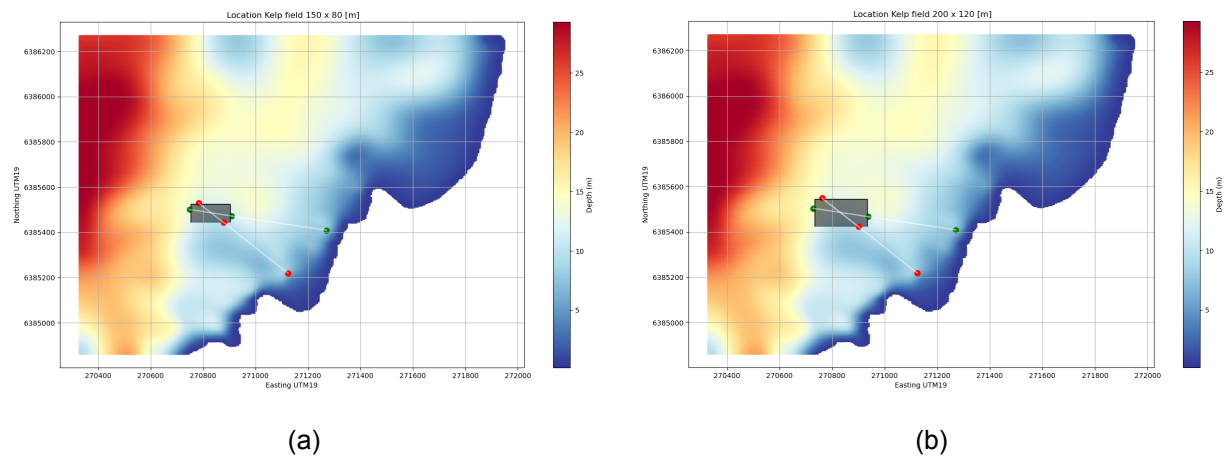 Location Kelp field 150 x 80 [m]
6386200
6386000
6385800
6385600
6385400
6385200
6385000
Northing UTM19
270400 270600 270800 271000 271200 271400 271600 271800 272000
Easting UTM19
25
20
15
10
5
Depth (m)
(a)
Location Kelp field 200 x 120 [m]
6386200
6386000
6385800
6385600
6385400
6385200
6385000
Northing UTM19
270400 270600 270800 271000 271200 271400 271600 271800 272000
Easting UTM19
25
20
15
10
5
Depth (m)
(b)